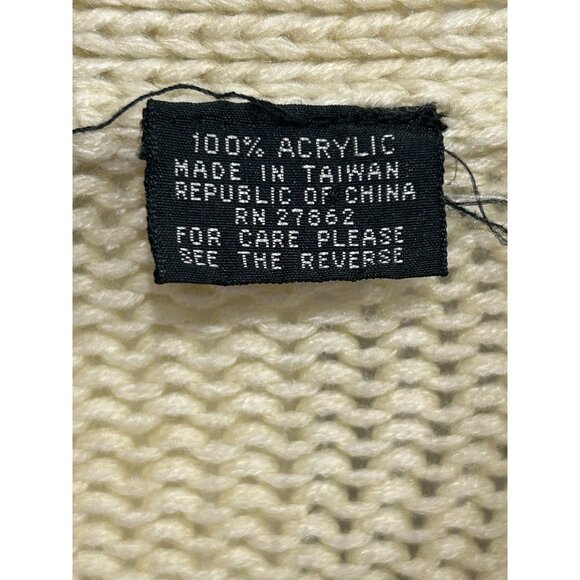 100% ACRYLIC
MADE IN TAIWAN
REPUBLIC OF CHINA
RN 27862
FOR CARE PLEASE
SEE THE REVERSE